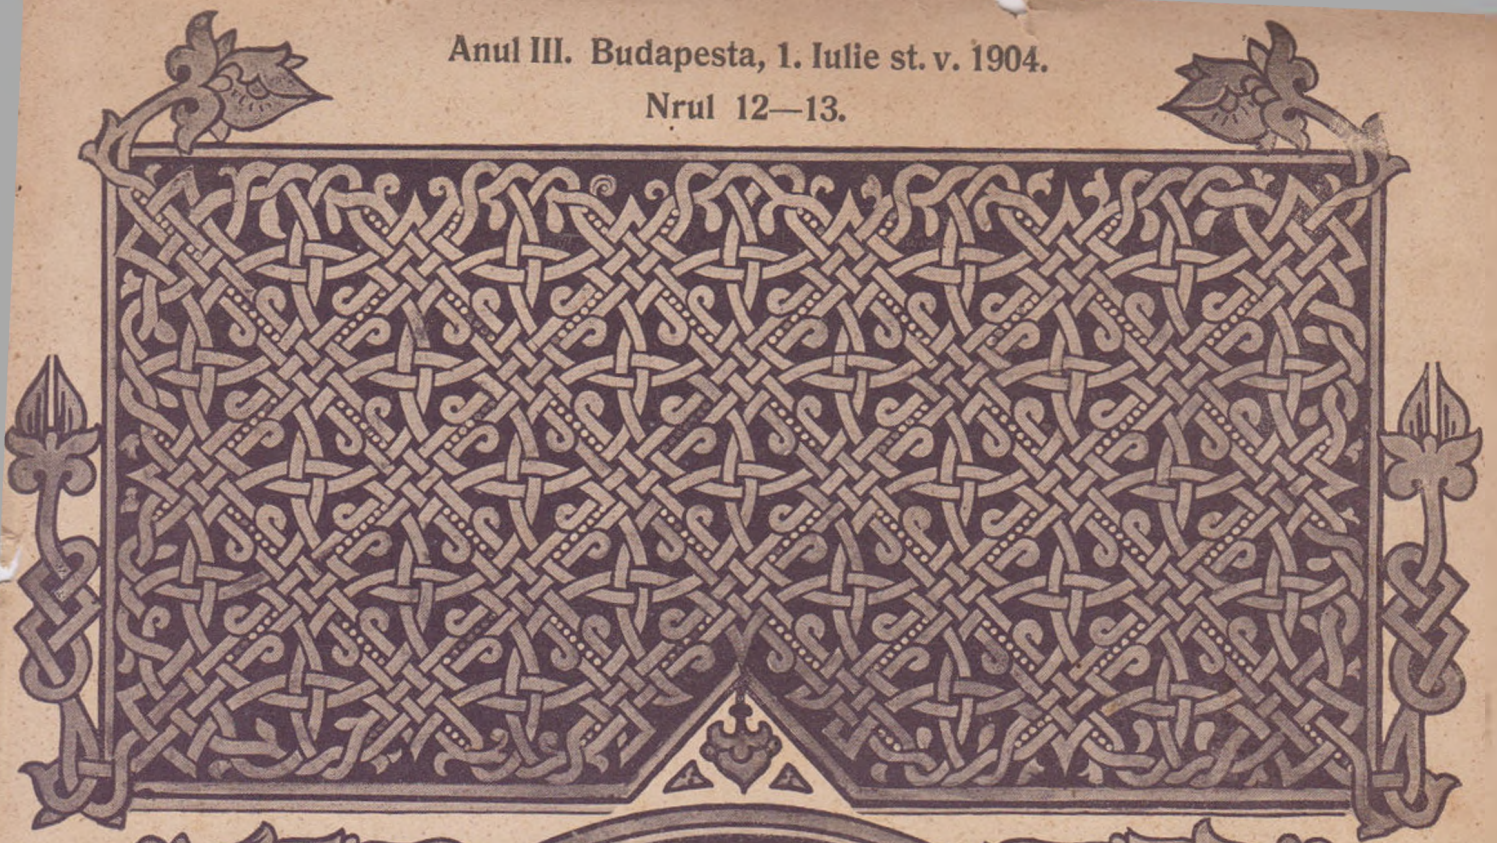 Anul III. Budapesta, 1. Iulie st. v. 1904.
Nrul 12—13.